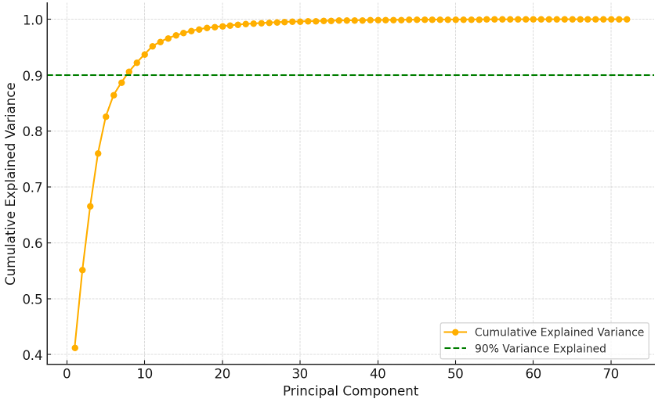 1.0
0.9
0.8
0.7
0.6
0.5
0.4
Cumulative Explained Variance
0 10 20 30 40 50 60 70
Principal Component
Cumulative Explained Variance
90% Variance Explained